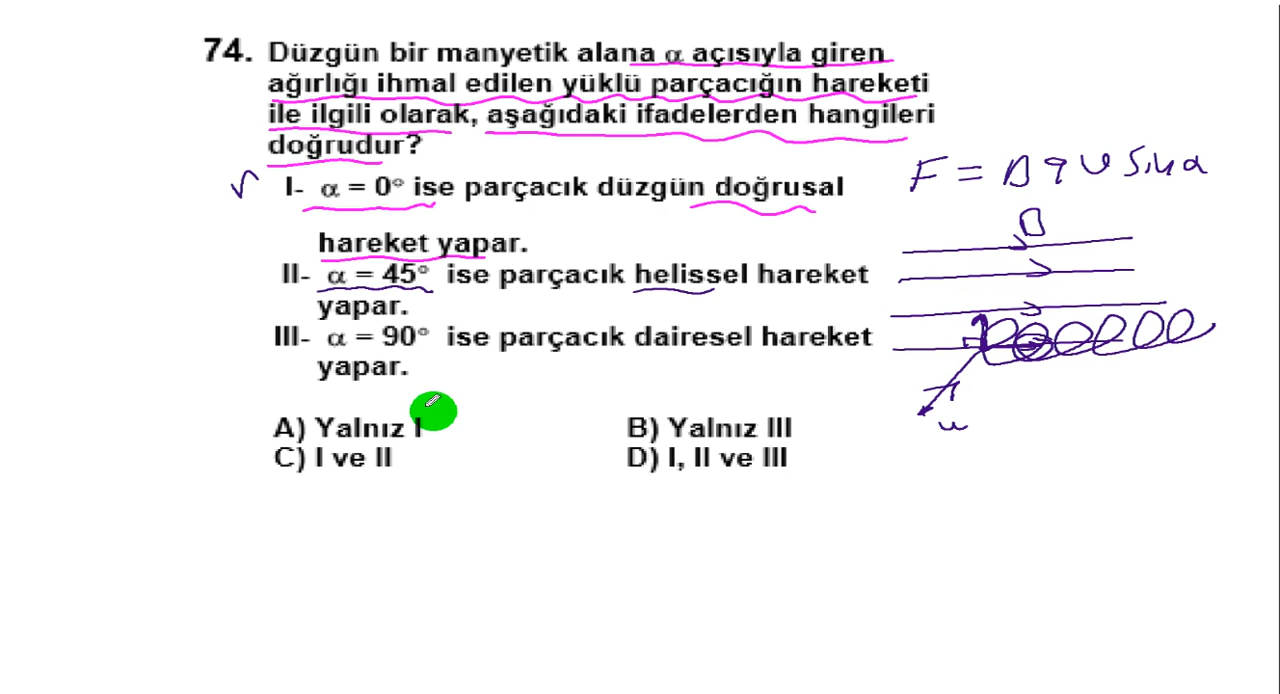 74. Düzgün bir manyetik alana α açısıyla giren
ağırlığı ihmal edilen yüklü parçacığın hareketi
ile ilgili olarak, aşağıdaki ifadelerden hangileri
doğrudur?
I- α = 0° ise parçacık düzgün doğrusal
hareket yapar.
II- α = 45° ise parçacık helissel hareket
yapar.
III- α = 90° ise parçacık dairesel hareket
yapar.
A) Yalnız I
B) Yalnız III
C) I ve II
D) I, II ve III
F = B q υ Sinα
B